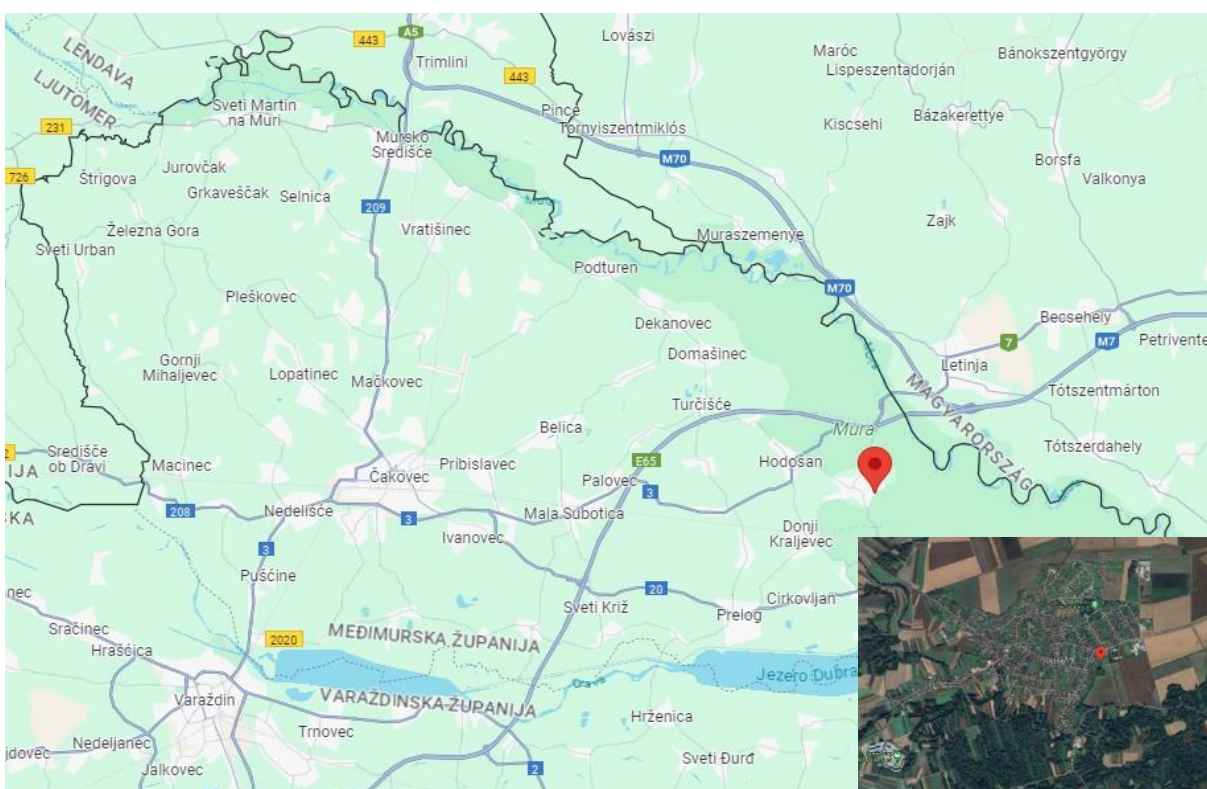 LENDAVA
LJUTOMER
443
A5
Trimlini
443
Lovászi
Maróc
Lispeszentadorján
Bánokszentgyörgy
Sveti Martin
na Muri
231
Pince
Tornyiszentmiklós
Kiscsehi
Bázakerettye
Mursko
Središće
M70
Borsfa
Valkonya
726
Štrigova
Jurovčak
Grkaveščak
Selnica
209
Železna Gora
Vratišinec
Zajk
Sveti Urban
Muraszemenye
Podturen
Pleškovec
M70
Dekanovec
Becsehely
7
M7
Petrivente
Domašinec
Gornji
Mihaljevec
Lopatinec
Mačkovec
Letinja
MAGYARORSZÁG
Tótszentmárton
Turčišće
Belica
Mura
Tótszerdahely
Središče
ob Dravi
Macinec
Čakovec
Pribislavec
E65
Palovec
Hodošan
IJA
SKA
208
Nedelišće
3
Mala Subotica
3
Ivanovec
Donji
Kraljevec
3
Pušćine
20
Cirkovljan
Sveti Križ
Prelog
nec
Sračinec
Hrašćica
2020
MEĐIMURSKA ŽUPANIJA
Jezero Dubra
Drava
Varaždin
VARAŽDINSKA ŽUPANIJA
Trnovec
Hrženica
Nedeljanec
jdovec
Jalkovec
2
Sveti Đurđ